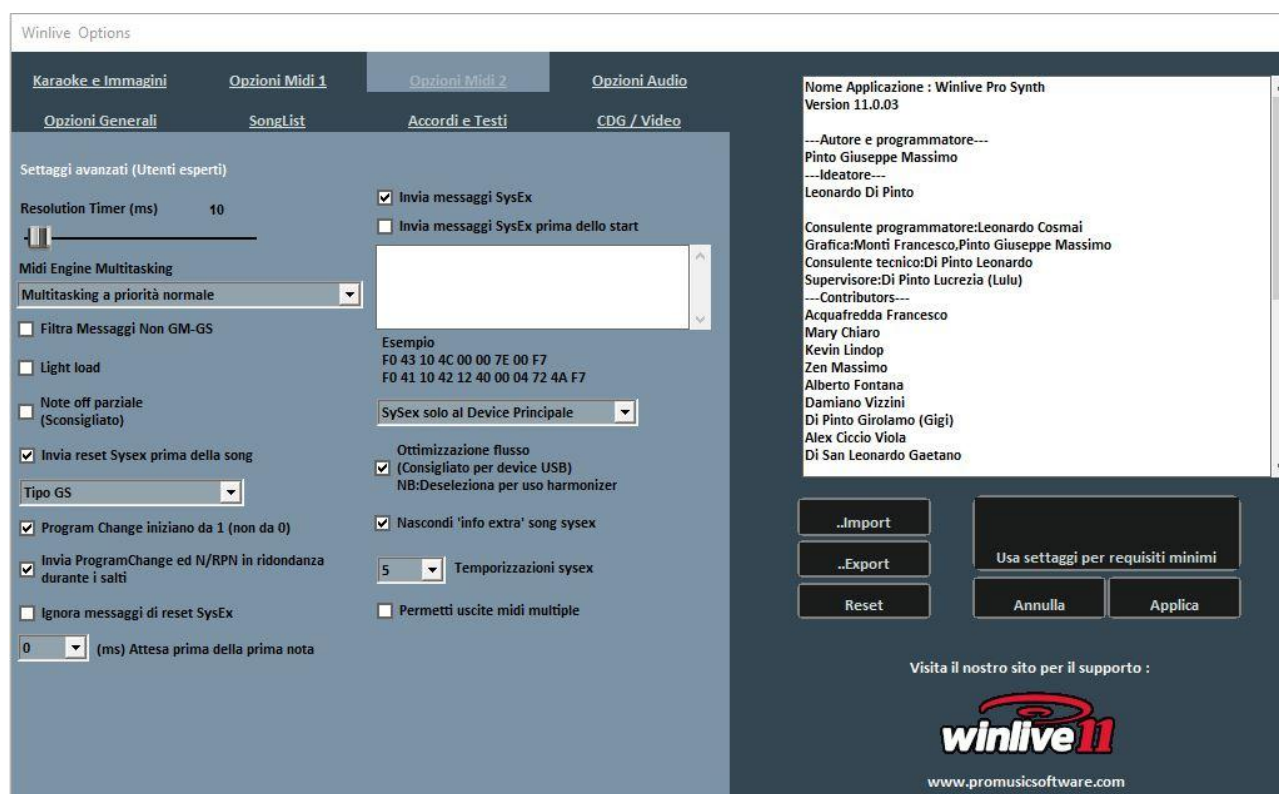 Winlive Options
Karaoke e Immagini
Opzioni Midi 1
Opzioni Midi 2
Opzioni Audio
Opzioni Generali
SongList
Accordi e Testi
CDG / Video
Settaggi avanzati (Utenti esperti)
Resolution Timer (ms) 10
Midi Engine Multitasking
Multitasking a priorità normale
Filtra Messaggi Non GM-GS
Light load
Note off parziale
(Sconsigliato)
Invia reset Sysex prima della song
Tipo GS
Program Change iniziano da 1 (non da 0)
Invia ProgramChange ed N/RPN in ridondanza
durante i salti
Ignora messaggi di reset SysEx
0 (ms) Attesa prima della prima nota
Invia messaggi SysEx
Invia messaggi SysEx prima dello start
Esempio
F0 43 10 4C 00 00 7E 00 F7
F0 41 10 42 12 40 00 04 72 4A F7
SySex solo al Device Principale
Ottimizzazione flusso
(Consigliato per device USB)
NB:Deseleziona per uso harmonizer
Nascondi 'info extra' song sysex
5 Temporizzazioni sysex
Permetti uscite midi multiple
Nome Applicazione : Winlive Pro Synth
Version 11.0.03
---Autore e programmatore---
Pinto Giuseppe Massimo
---Ideatore---
Leonardo Di Pinto
Consulente programmatore:Leonardo Cosmai
Grafica:Monti Francesco,Pinto Giuseppe Massimo
Consulente tecnico:Di Pinto Leonardo
Supervisore:Di Pinto Lucrezia (Lulu)
---Contributors---
Acquafredda Francesco
Mary Chiaro
Kevin Lindop
Zen Massimo
Alberto Fontana
Damiano Vizzini
Di Pinto Girolamo (Gigi)
Alex Ciccio Viola
Di San Leonardo Gaetano
..Import
..Export
Reset
Usa settaggi per requisiti minimi
Annulla
Applica
Visita il nostro sito per il supporto :
winlive 11
www.promusicsoftware.com